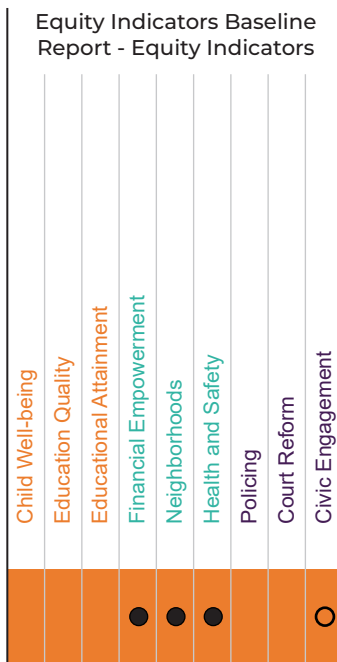 Equity Indicators Baseline
Report - Equity Indicators
Child Well-being
Education Quality
Educational Attainment
Financial Empowerment
Neighborhoods
Health and Safety
Policing
Court Reform
Civic Engagement